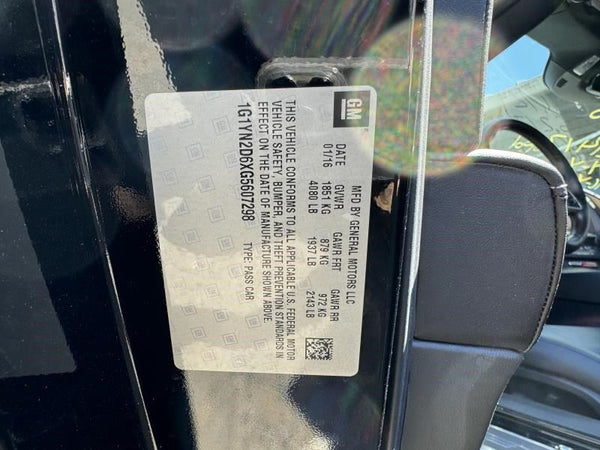 GM
MFD BY GENERAL MOTORS LLC
DATE GVWR GAWR FRT GAWR RR
01/16 1851 KG 879 KG 972 KG
4080 LB 1937 LB 2143 LB
THIS VEHICLE CONFORMS TO ALL APPLICABLE U.S. FEDERAL MOTOR
VEHICLE SAFETY, BUMPER, AND THEFT PREVENTION STANDARDS IN
EFFECT ON THE DATE OF MANUFACTURE SHOWN ABOVE.
1G1YN2D6XG5607298 TYPE: PASS CAR